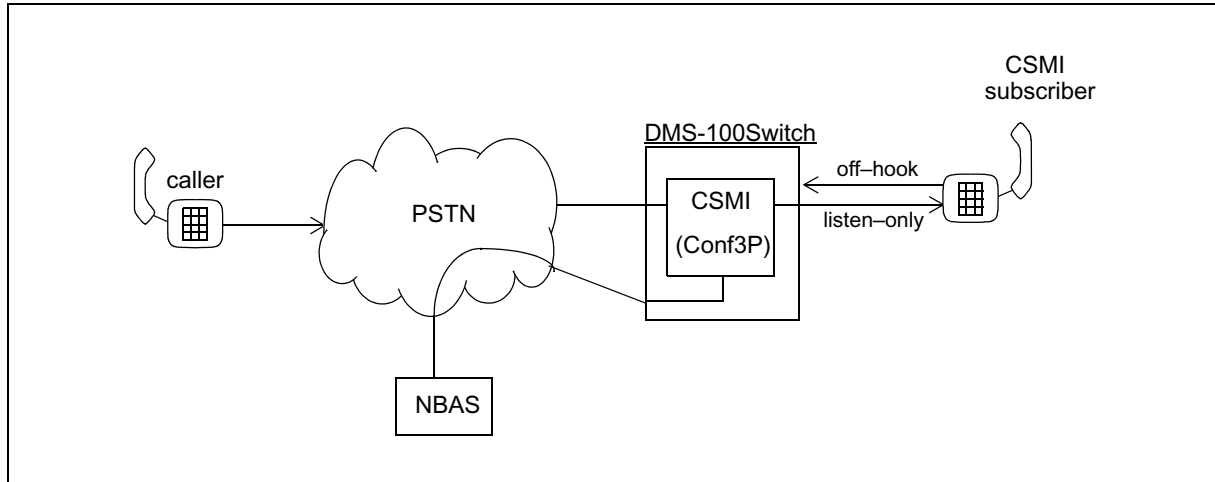 CSMI
subscriber
DMS-100Switch
caller
off–hook
PSTN
CSMI
(Conf3P)
listen–only
NBAS